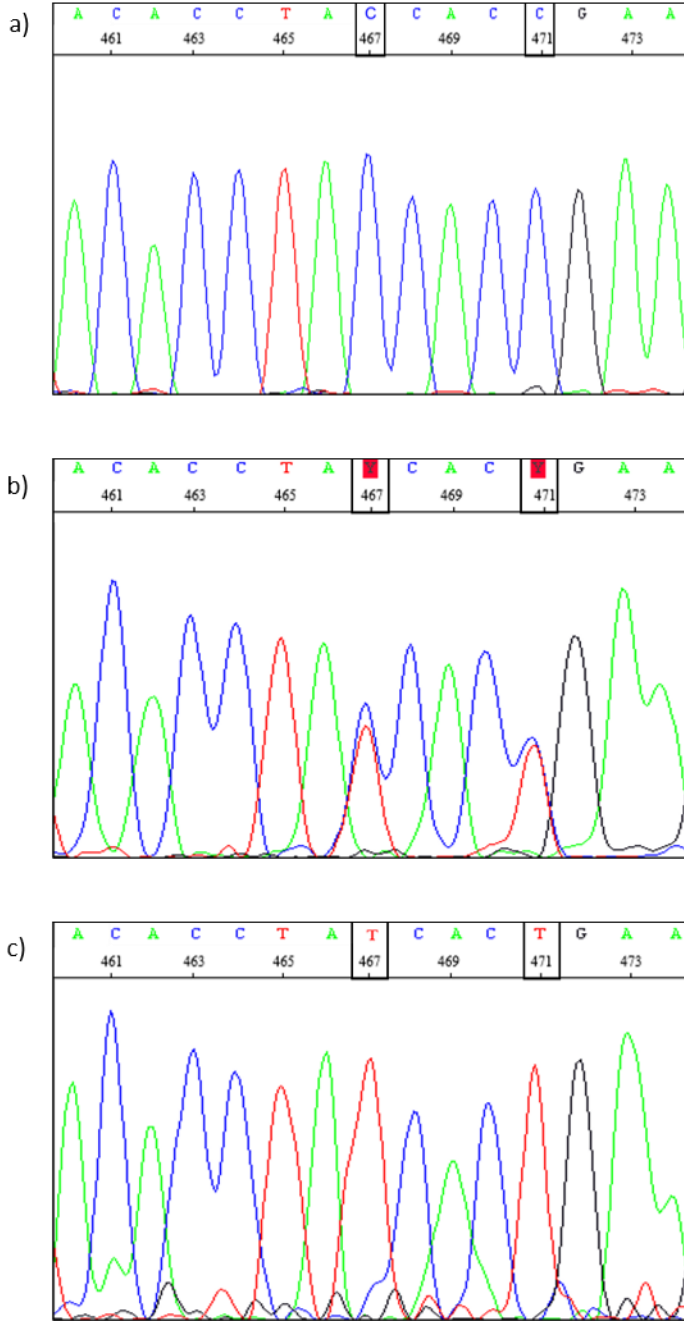 a)
A C A C C T A C C A C C G A A
461 463 465 467 469 471 473
b)
A C A C C T A Y C A C Y G A A
461 463 465 467 469 471 473
c)
A C A C C T A T C A C T G A A
461 463 465 467 469 471 473